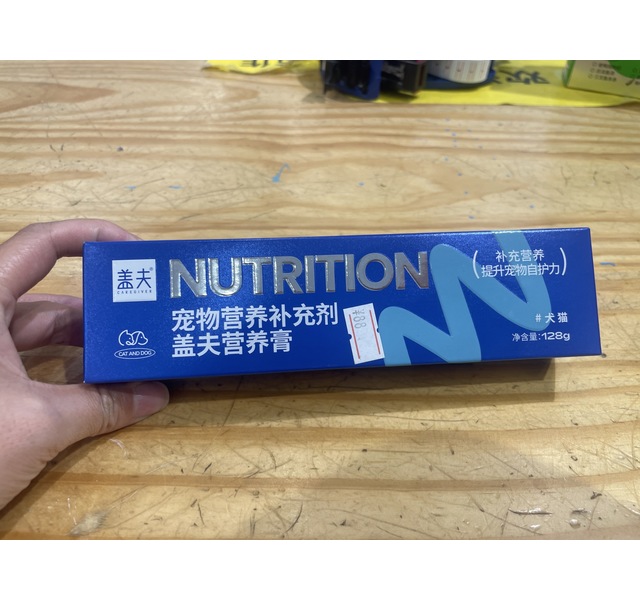 盖夫
CAREGIVER
NUTRITION
宠物营养补充剂
盖夫营养膏
CAT AND DOG
补充营养
提升宠物自护力
#犬猫
净含量:128g